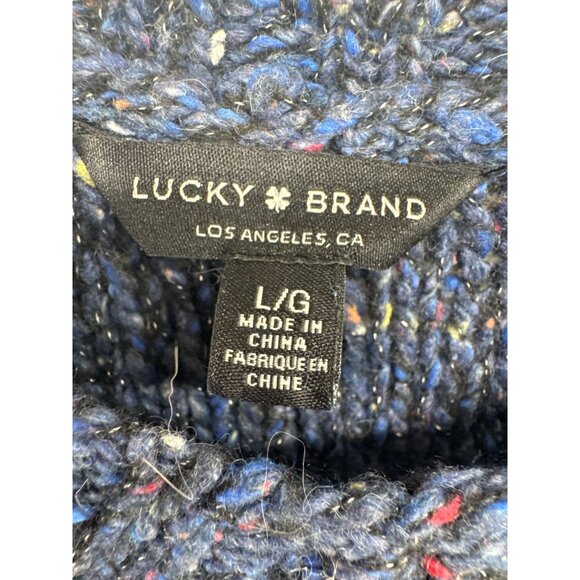 LUCKY BRAND
LOS ANGELES, CA
L/G
MADE IN
CHINA
FABRIQUE EN
CHINE